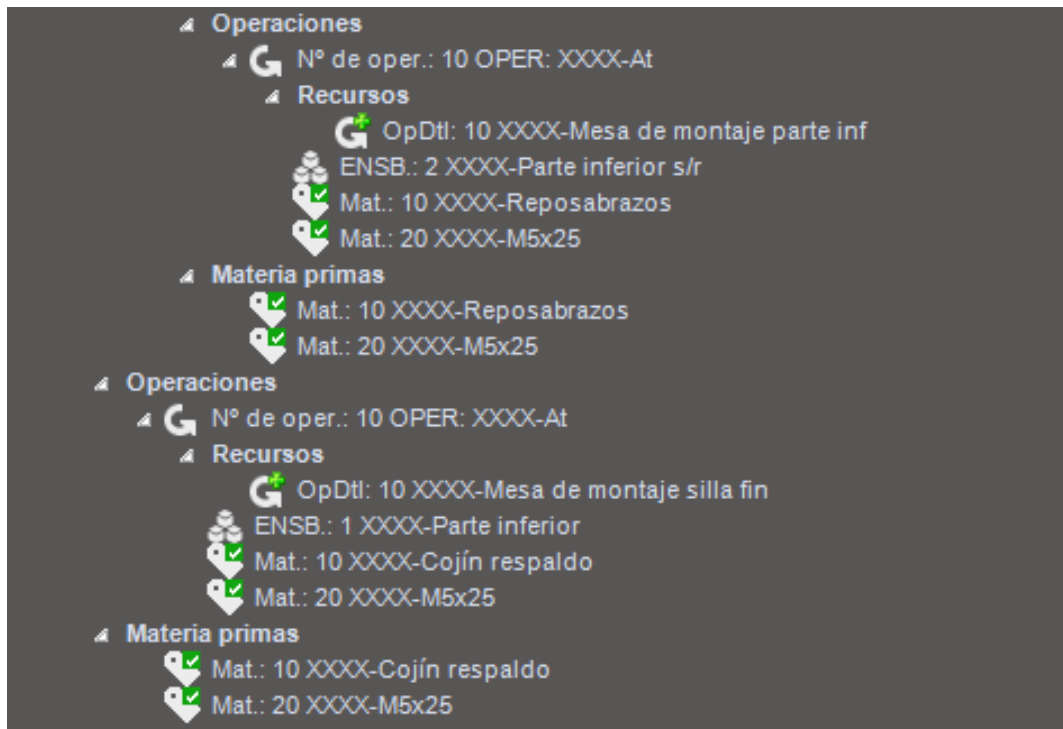 Operaciones
Nº de oper.: 10 OPER: XXXX-At
Recursos
OpDtl: 10 XXXX-Mesa de montaje parte inf
ENSB.: 2 XXXX-Parte inferior s/r
Mat.: 10 XXXX-Reposabrazos
Mat.: 20 XXXX-M5x25
Materia primas
Mat.: 10 XXXX-Reposabrazos
Mat.: 20 XXXX-M5x25
Operaciones
Nº de oper.: 10 OPER: XXXX-At
Recursos
OpDtl: 10 XXXX-Mesa de montaje silla fin
ENSB.: 1 XXXX-Parte inferior
Mat.: 10 XXXX-Cojín respaldo
Mat.: 20 XXXX-M5x25
Materia primas
Mat.: 10 XXXX-Cojín respaldo
Mat.: 20 XXXX-M5x25